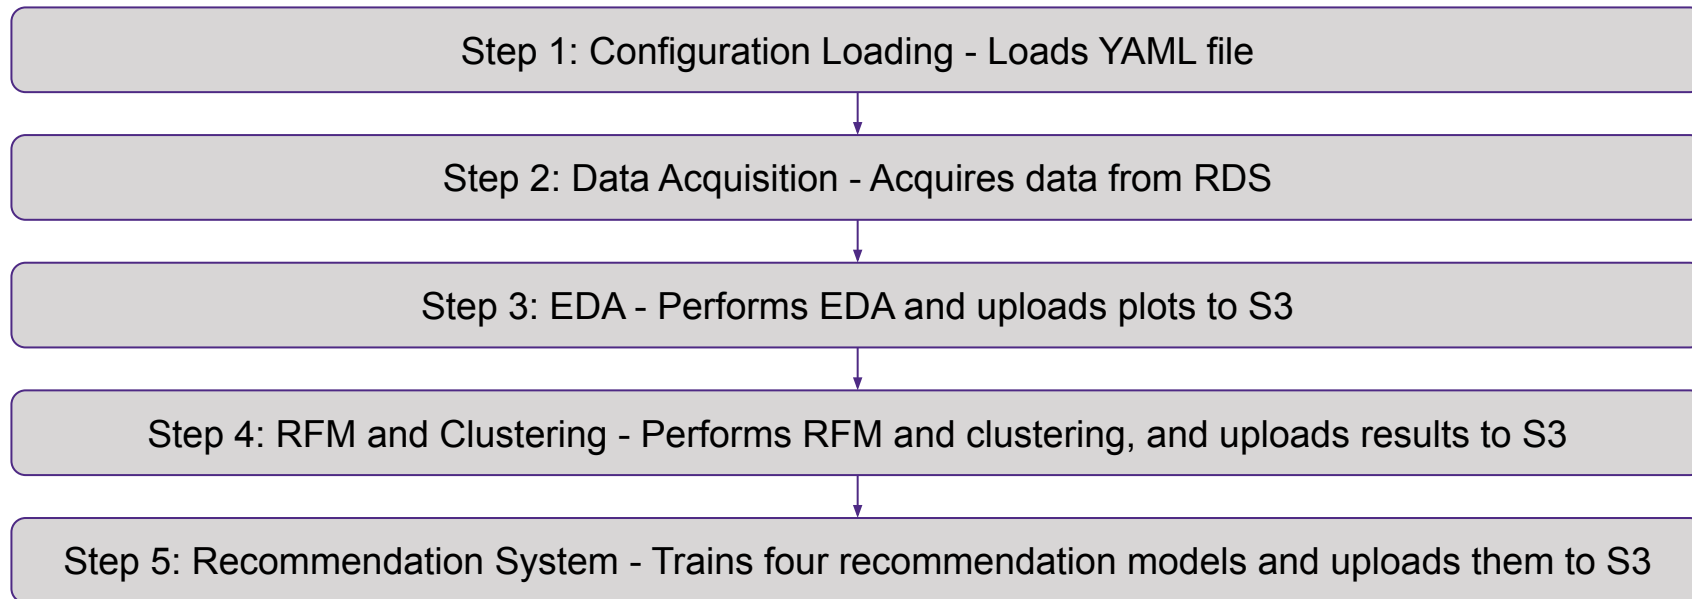 Step 1: Configuration Loading - Loads YAML file
Step 2: Data Acquisition - Acquires data from RDS
Step 3: EDA - Performs EDA and uploads plots to S3
Step 4: RFM and Clustering - Performs RFM and clustering, and uploads results to S3
Step 5: Recommendation System - Trains four recommendation models and uploads them to S3